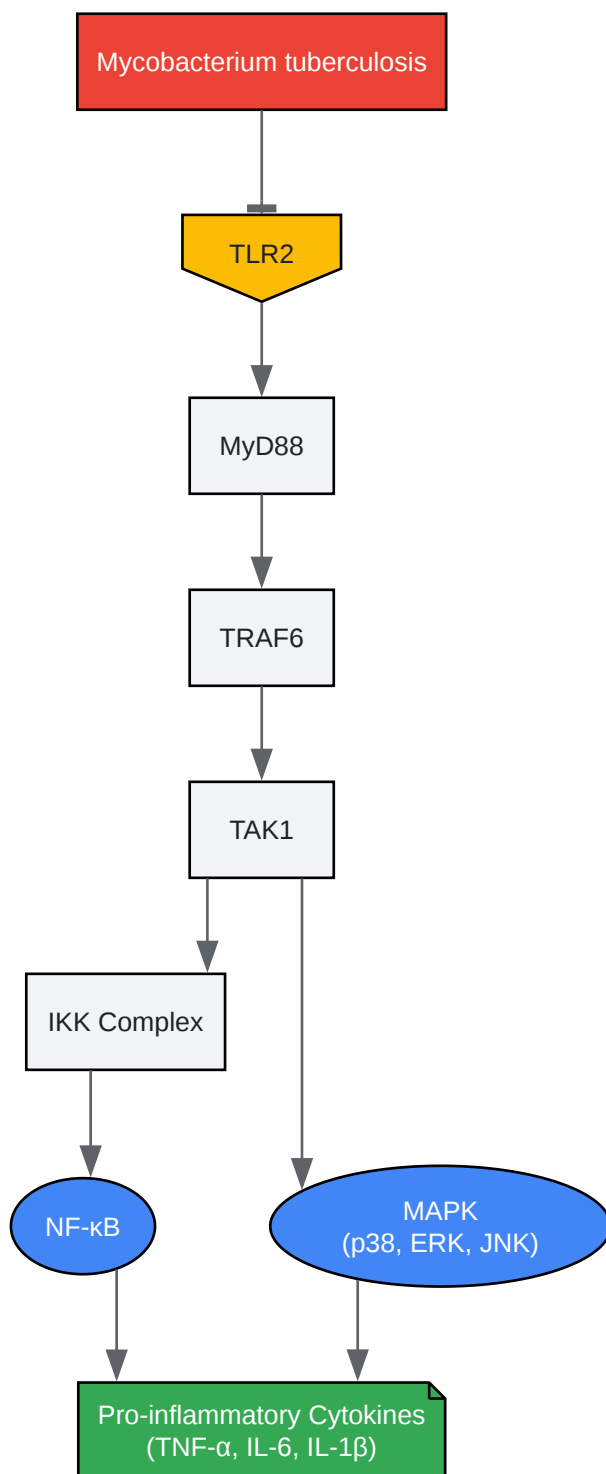 Mycobacterium tuberculosis
TLR2
MyD88
TRAF6
TAK1
IKK Complex
NF-κB
MAPK
(p38, ERK, JNK)
Pro-inflammatory Cytokines
(TNF-α, IL-6, IL-1β)